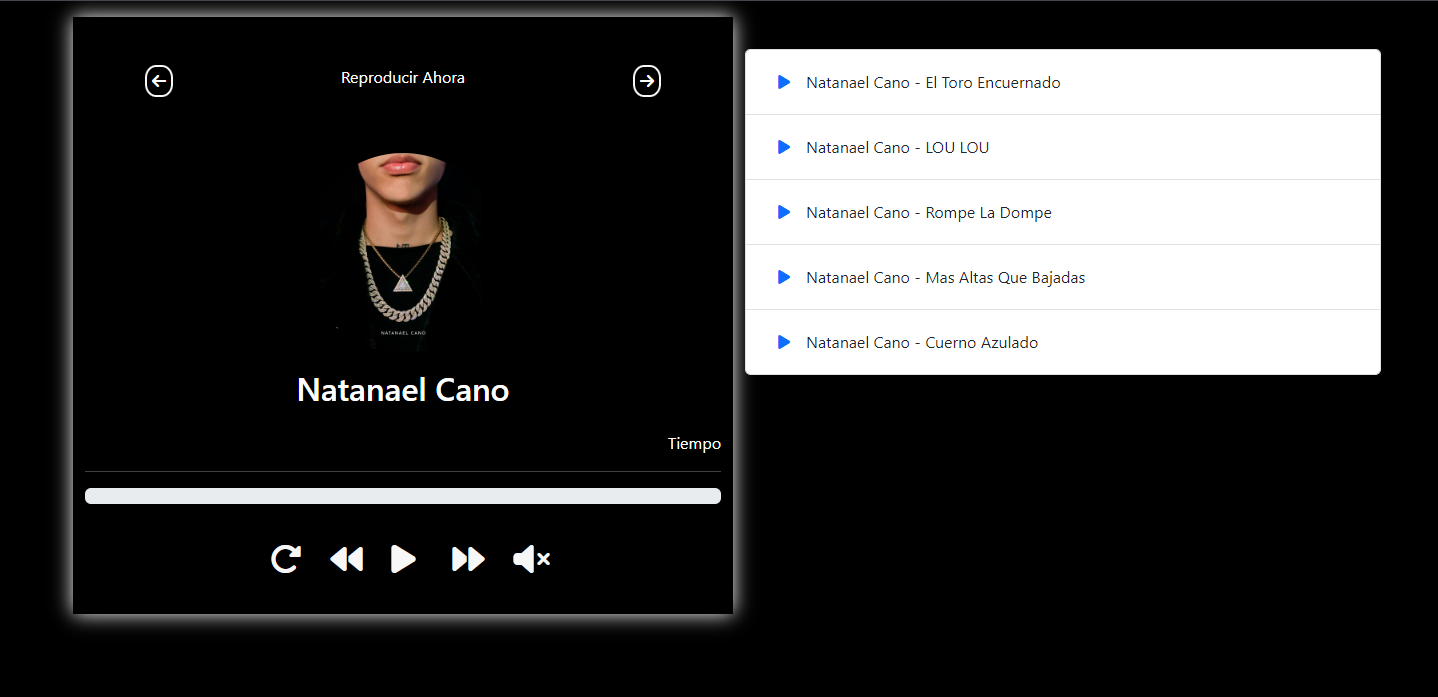 Reproducir Ahora
NATANAEL CANO
Natanael Cano
Tiempo
Natanael Cano - El Toro Encuernado
Natanael Cano - LOU LOU
Natanael Cano - Rompe La Dompe
Natanael Cano - Mas Altas Que Bajadas
Natanael Cano - Cuerno Azulado